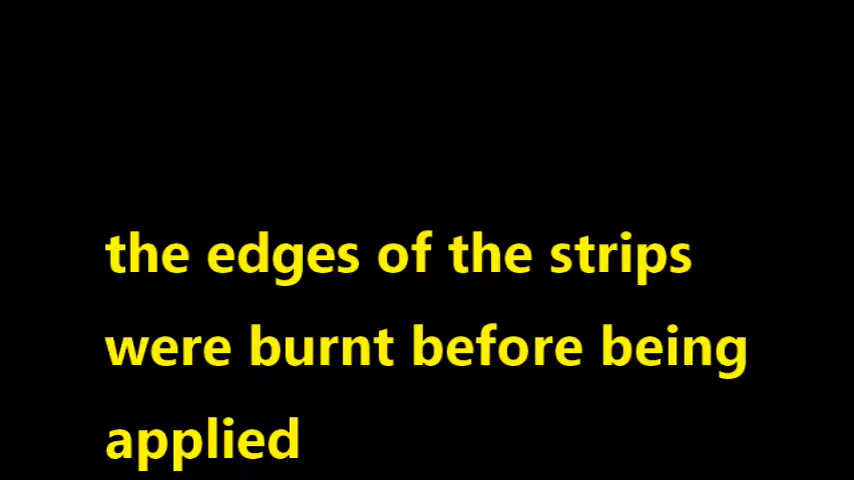 the edges of the strips
were burnt before being
applied